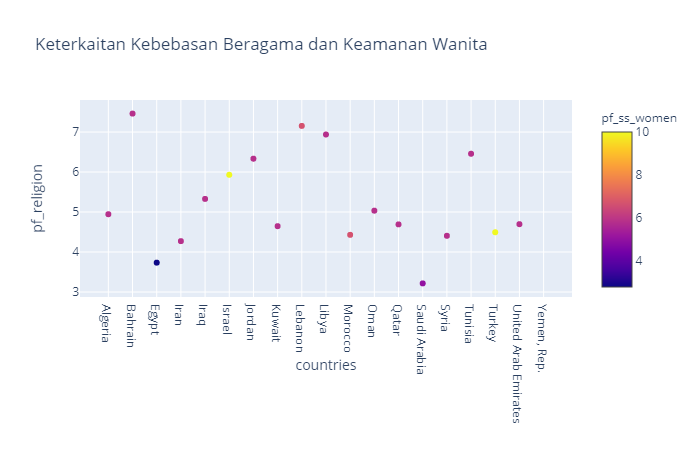 Keterkaitan Kebebasan Beragama dan Keamanan Wanita
pf_religion
7
6
5
4
3
Algeria
Bahrain
Egypt
Iran
Iraq
Israel
Jordan
Kuwait
Lebanon
Libya
Morocco
Oman
Qatar
Saudi Arabia
Syria
Tunisia
Turkey
United Arab Emirates
Yemen, Rep.
countries
pf_ss_women
10
8
6
4